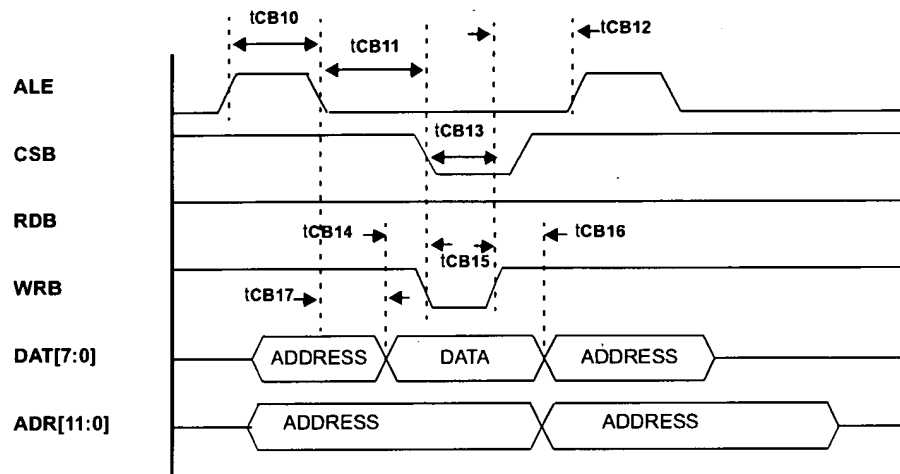 tCB10
tCB11
tCB12
ALE
tCB13
CSB
RDB
tCB14
tCB15
tCB16
WRB
tCB17
DAT[7:0]
ADDRESS
DATA
ADDRESS
ADR[11:0]
ADDRESS
ADDRESS